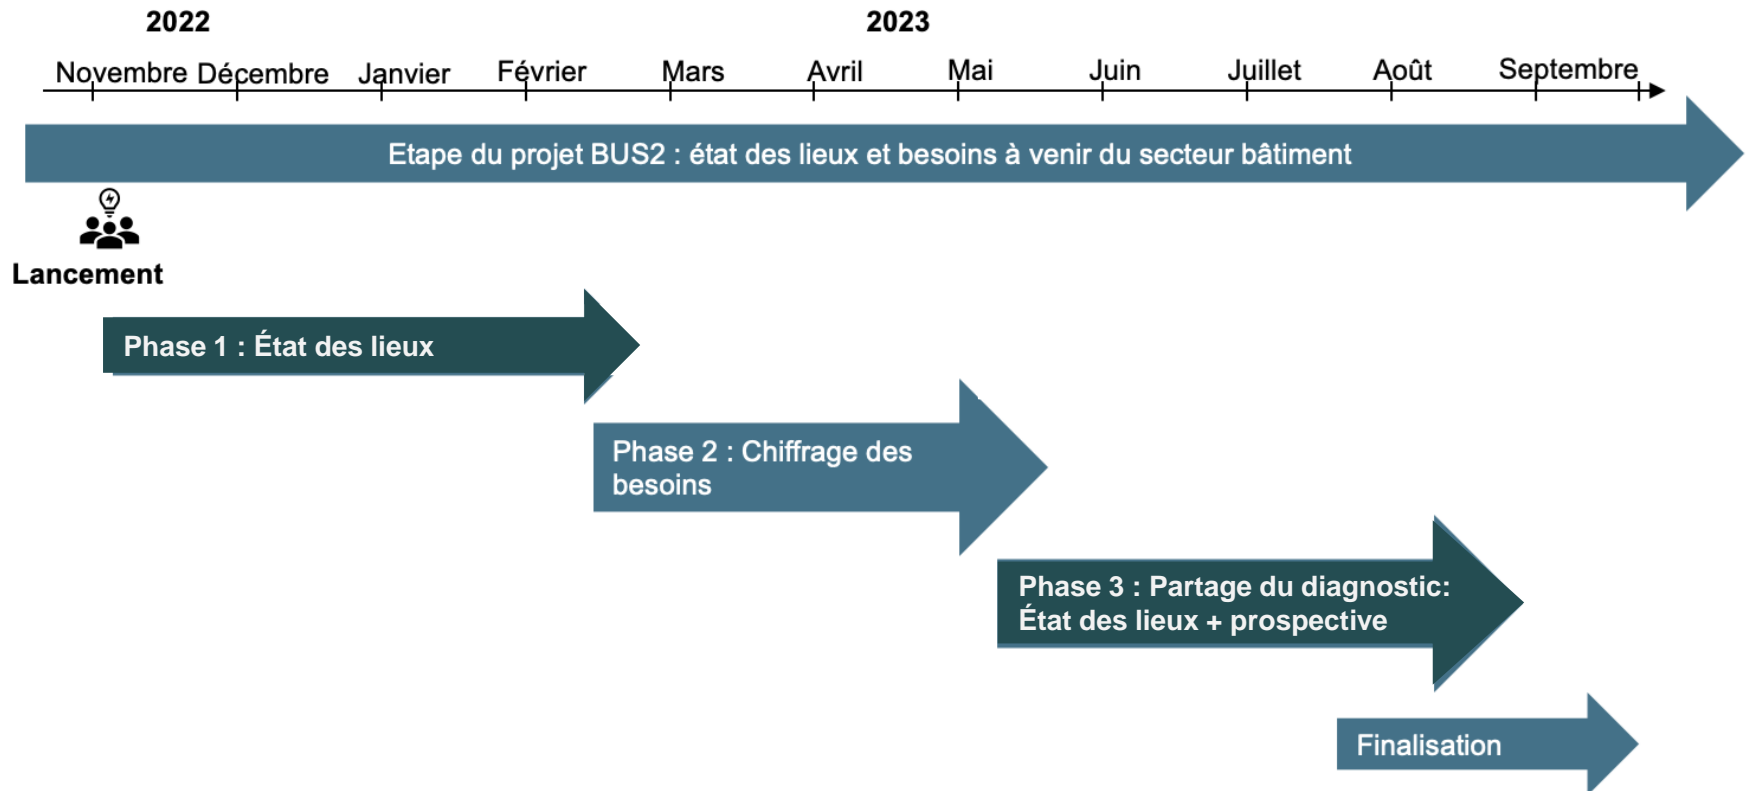 2022
2023
Novembre Décembre Janvier Février Mars Avril Mai Juin Juillet Août Septembre
Etape du projet BUS2 : état des lieux et besoins à venir du secteur bâtiment
Lancement
Phase 1 : État des lieux
Phase 2 : Chiffrage des
besoins
Phase 3 : Partage du diagnostic:
État des lieux + prospective
Finalisation